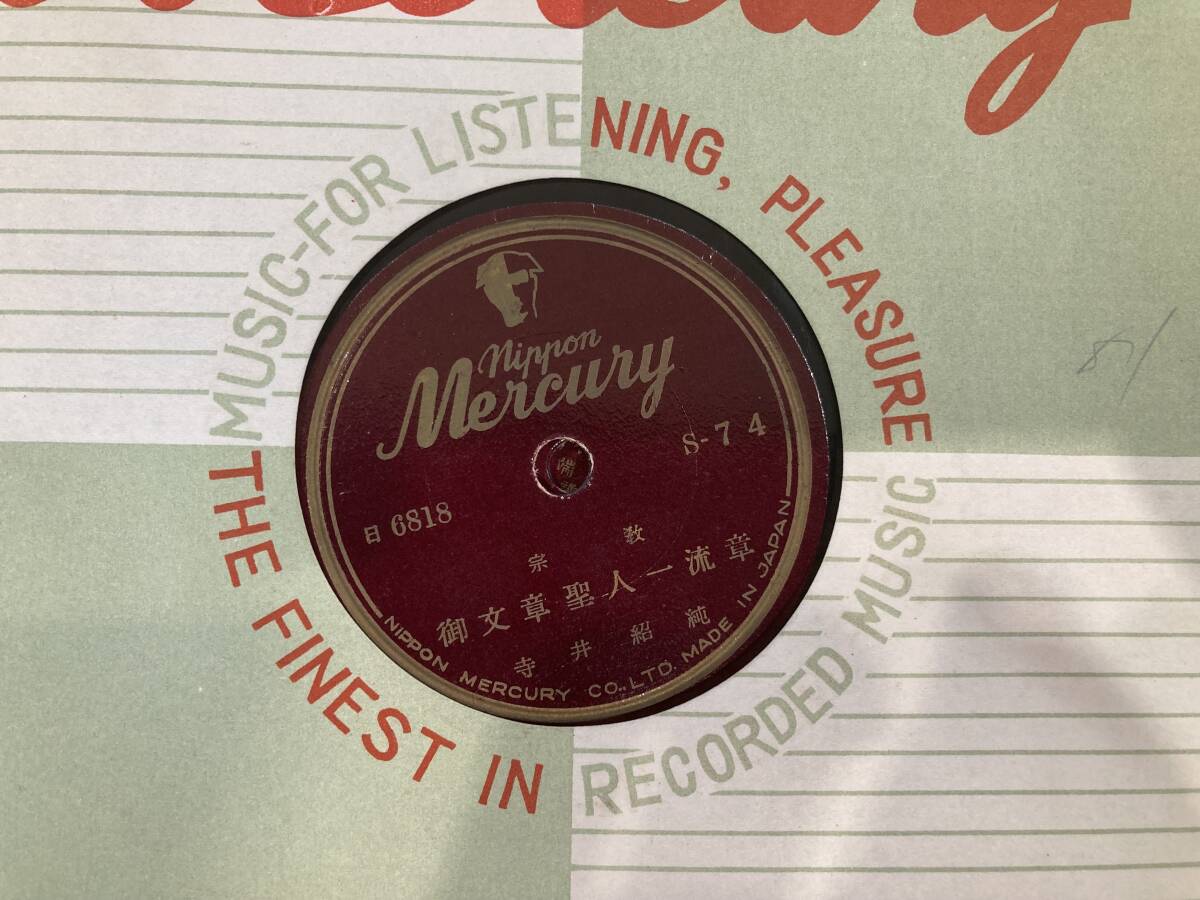 Mercury
MUSIC-FOR LISTENING, PLEASURE MUSIC
THE FINEST IN RECORDED
Nippon
Mercury
S-74
日 6818
宗教
御文章聖人一流章
寺井紹純
NIPPON MERCURY CO.,LTD. MADE IN JAPAN